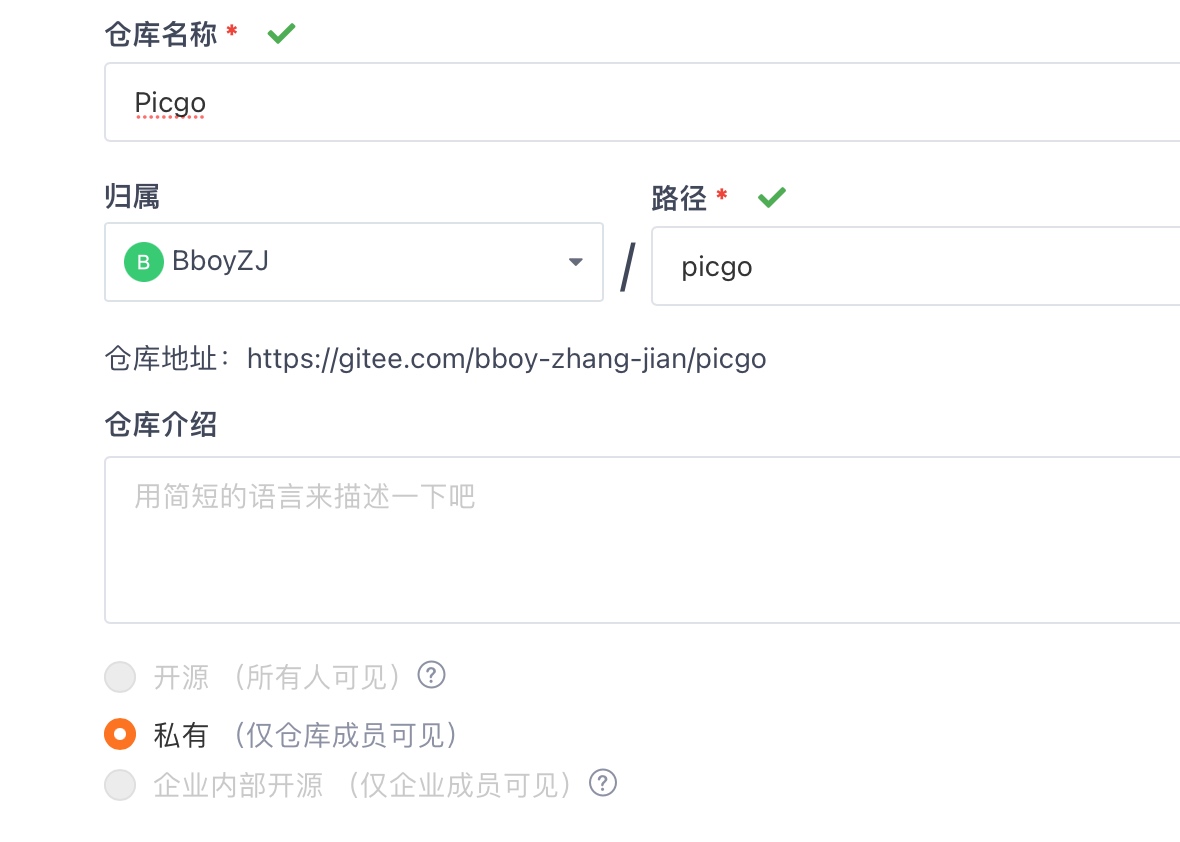 仓库名称 *
Picgo
归属
路径 *
B BboyZJ
/
picgo
仓库地址：https://gitee.com/bboy-zhang-jian/picgo
仓库介绍
用简短的语言来描述一下吧
开源 （所有人可见） ?
私有 （仅仓库成员可见）
企业内部开源 （仅企业成员可见） ?